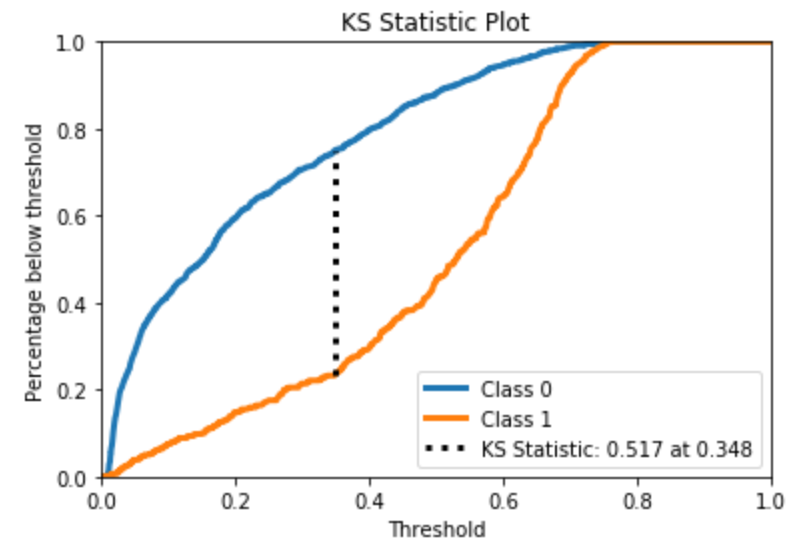 KS Statistic Plot
Percentage below threshold
1.0
0.8
0.6
0.4
0.2
0.0
Class 0
Class 1
KS Statistic: 0.517 at 0.348
0.0 0.2 0.4 0.6 0.8 1.0
Threshold